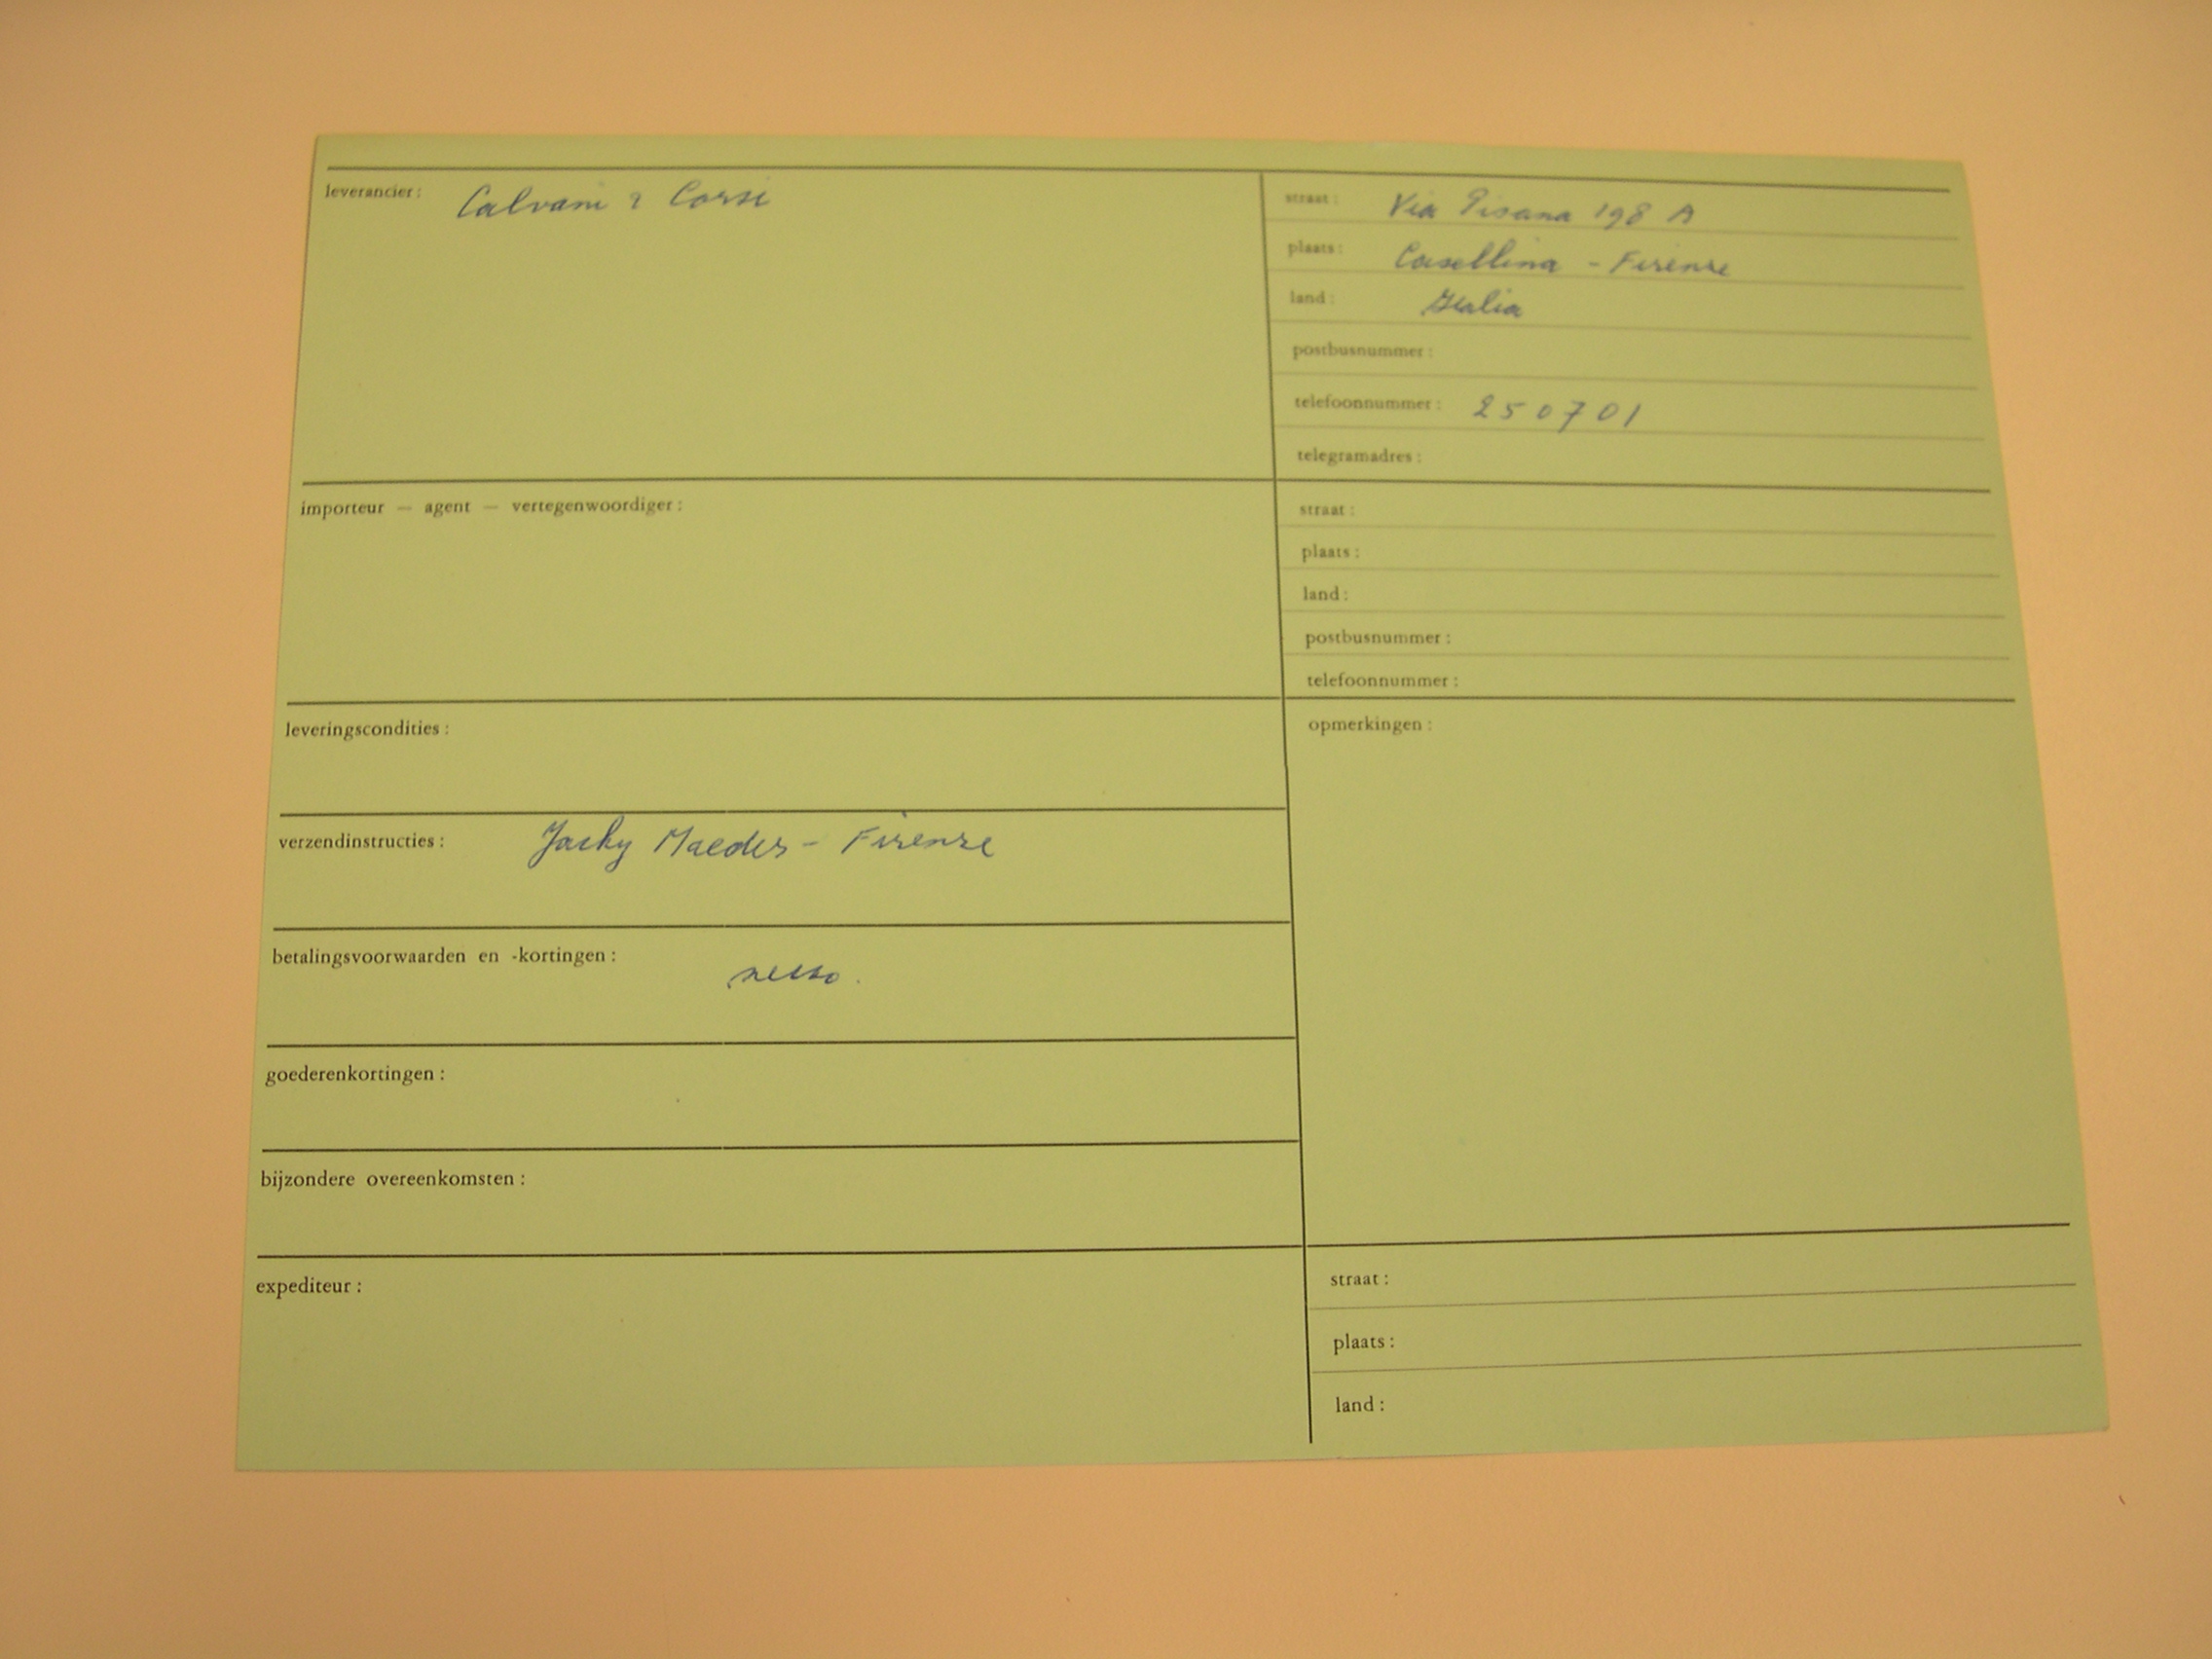 leverancier : Calvani & Corsi
straat : Via Pisana 198 A
plaats : Casellina - Firenze
land : Italia
postbusnummer :
telefoonnummer : 250701
telegramadres :
importeur — agent — vertegenwoordiger :
straat :
plaats :
land :
postbusnummer :
telefoonnummer :
leveringscondities :
verzendinstructies : Jacky Maeder - Firenze
betalingsvoorwaarden en -kortingen : netto.
goederenkortingen :
bijzondere overeenkomsten :
opmerkingen :
expediteur :
straat :
plaats :
land :